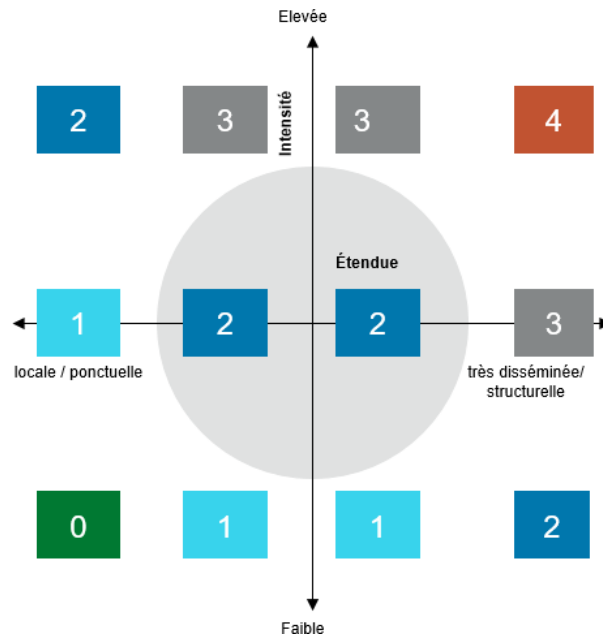 Elevée
2
3
Intensité
3
4
Étendue
1
2
2
3
locale / ponctuelle
très disséminée/
structurelle
0
1
1
2
Faible